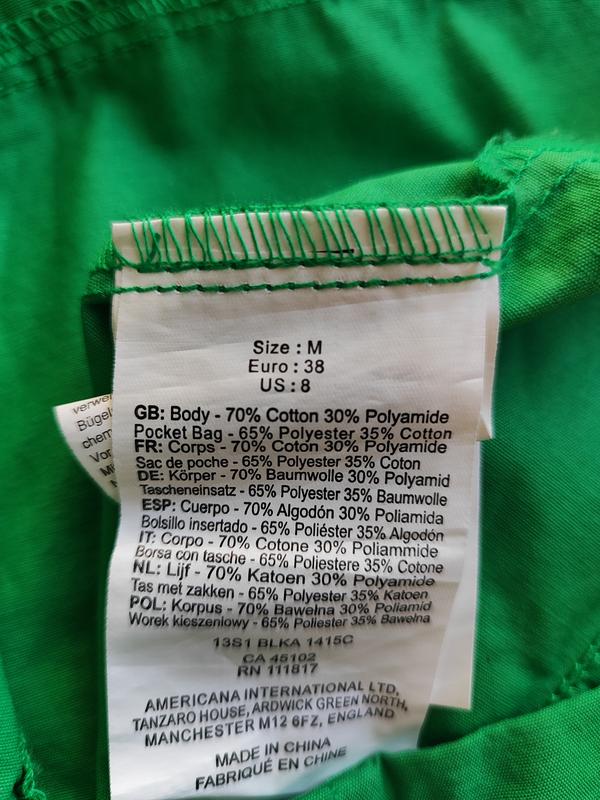 Size : M
Euro : 38
US : 8
GB: Body - 70% Cotton 30% Polyamide
Pocket Bag - 65% Polyester 35% Cotton
FR: Corps - 70% Coton 30% Polyamide
Sac de poche - 65% Polyester 35% Coton
DE: Körper - 70% Baumwolle 30% Polyamid
Tascheneinsatz - 65% Polyester 35% Baumwolle
ESP: Cuerpo - 70% Algodón 30% Poliamida
Bolsillo insertado - 65% Poliéster 35% Algodón
IT: Corpo - 70% Cotone 30% Poliammide
Borsa con tasche - 65% Poliestere 35% Cotone
NL: Lijf - 70% Katoen 30% Polyamide
Tas met zakken - 65% Polyester 35% Katoen
POL: Korpus - 70% Bawełna 30% Poliamid
Worek kieszeniowy - 65% Poliester 35% Bawełna
13S1 BLKA 1415C
CA 45102
RN 111817
AMERICANA INTERNATIONAL LTD,
TANZARO HOUSE, ARDWICK GREEN NORTH,
MANCHESTER M12 6FZ, ENGLAND
MADE IN CHINA
FABRIQUÉ EN CHINE